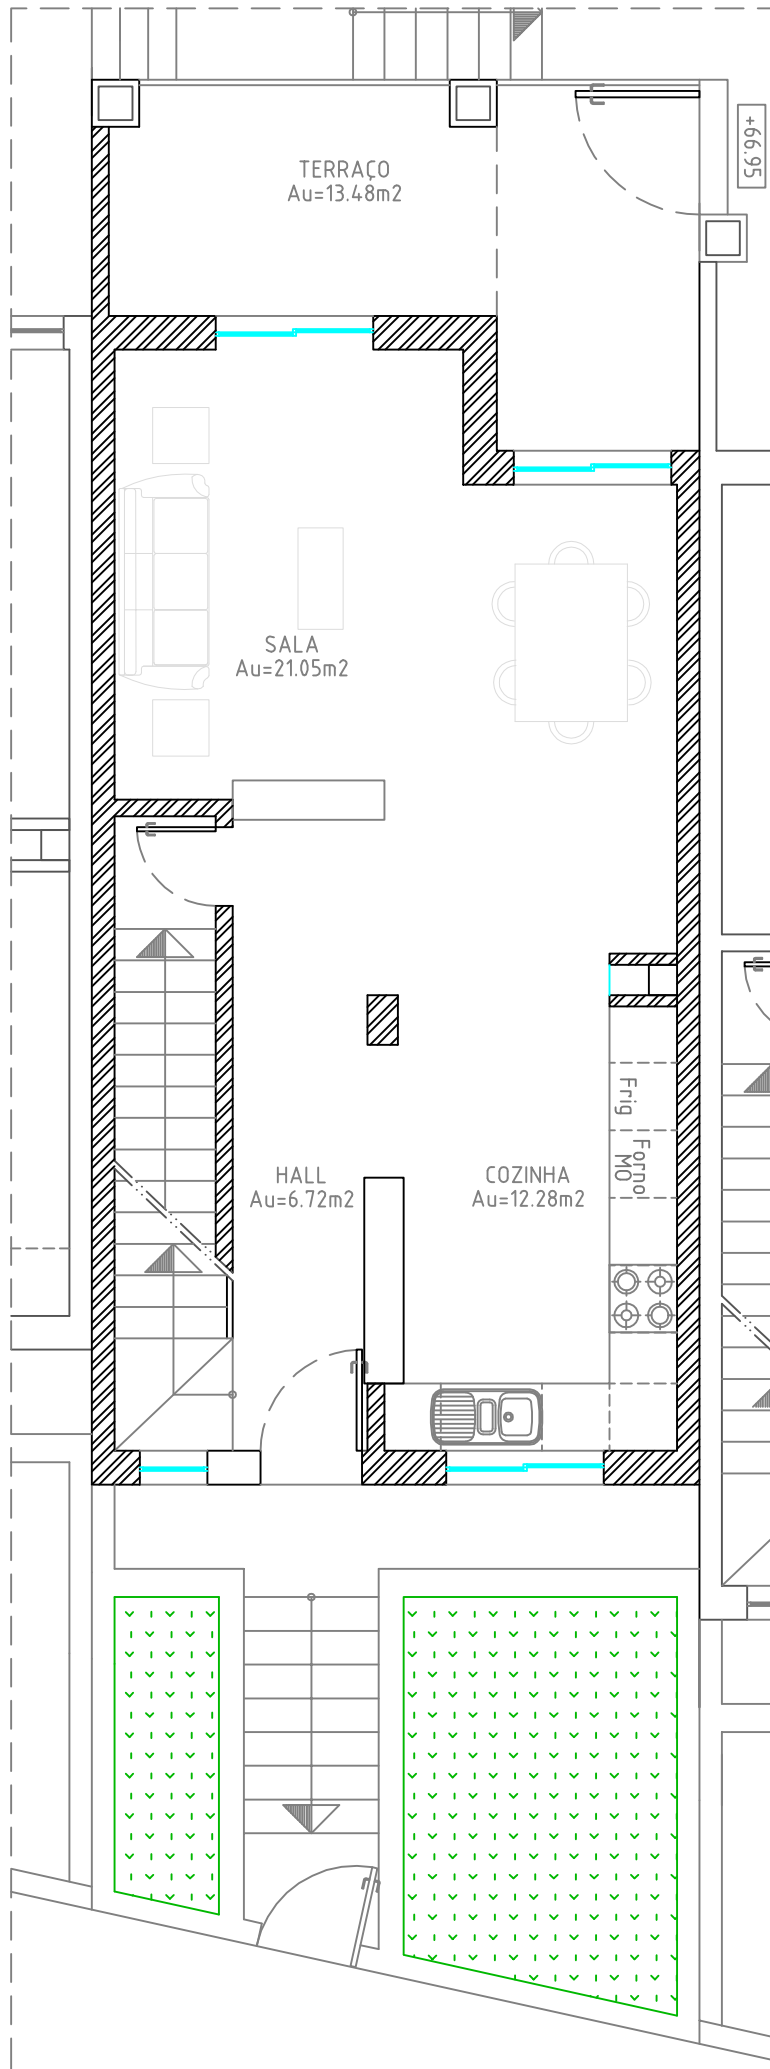 +66.95
TERRAÇO
Au=13.48m2
SALA
Au=21.05m2
Frig
Forno
MO
HALL
Au=6.72m2
COZINHA
Au=12.28m2